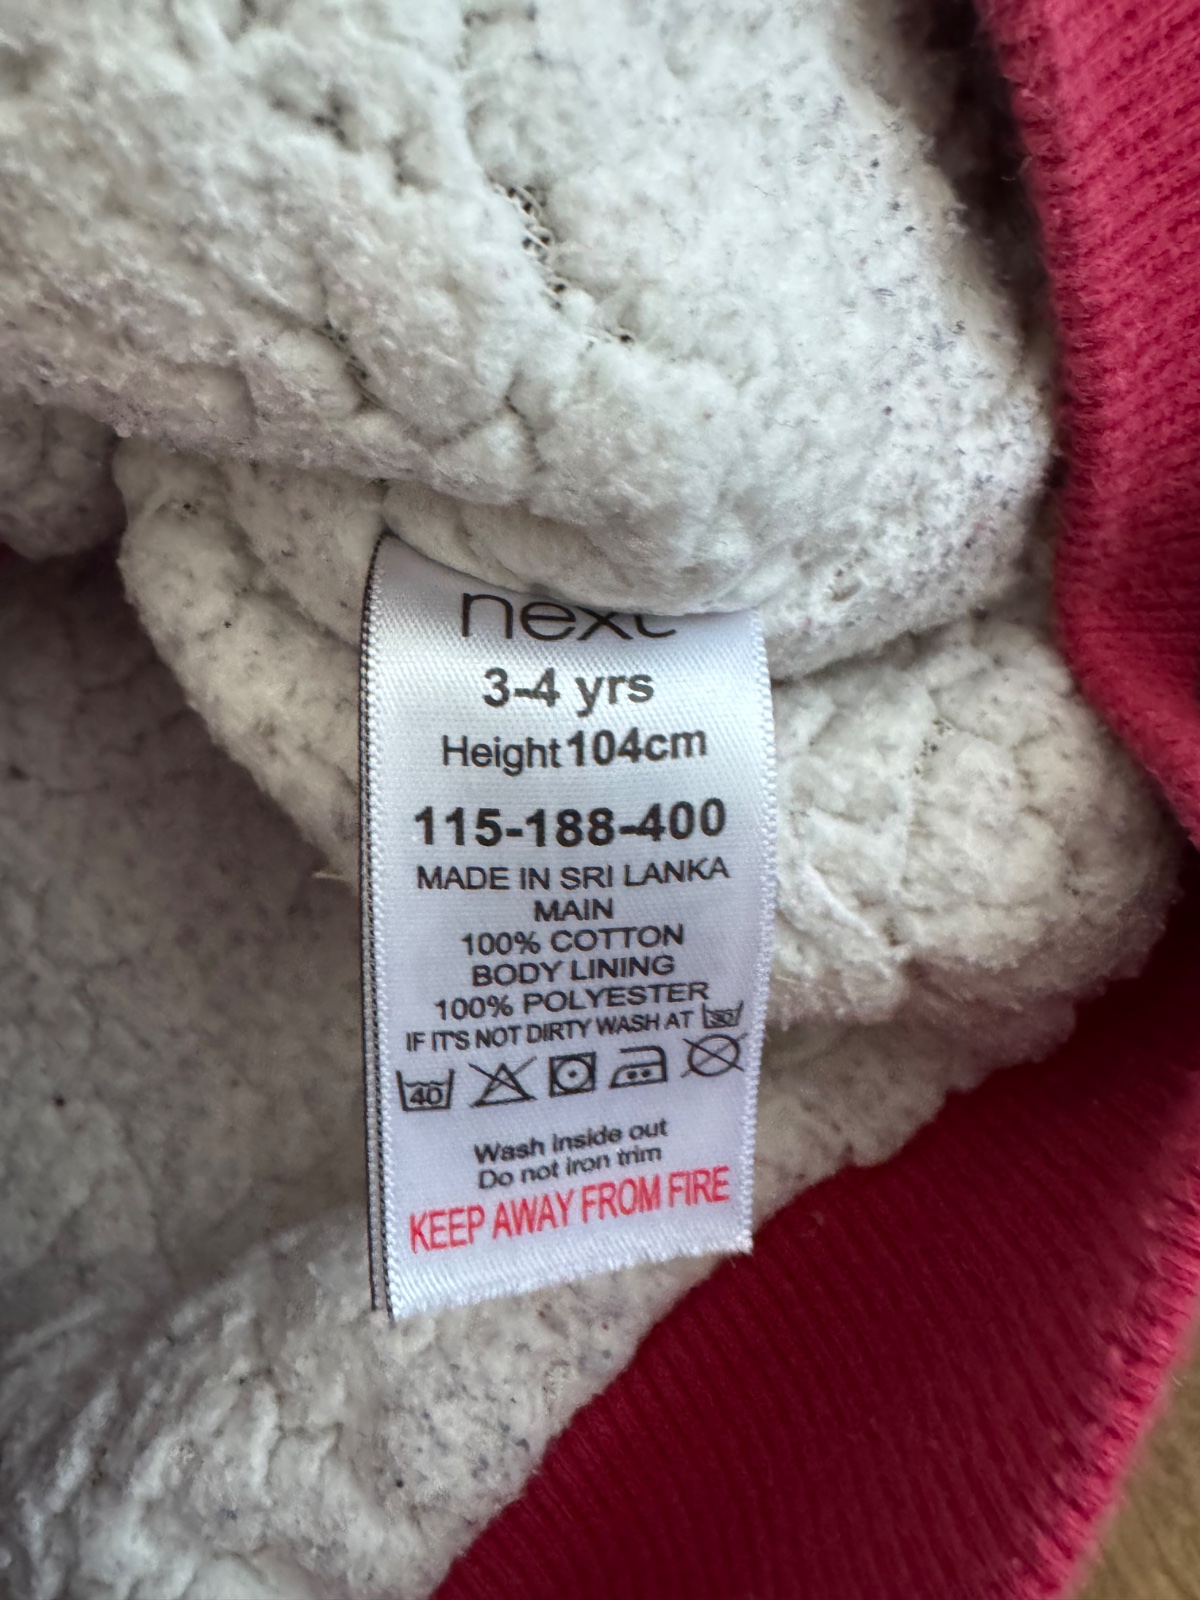 next
3-4 yrs
Height 104cm
115-188-400
MADE IN SRI LANKA
MAIN
100% COTTON
BODY LINING
100% POLYESTER
IF IT'S NOT DIRTY WASH AT 30
40
Wash inside out
Do not iron trim
KEEP AWAY FROM FIRE